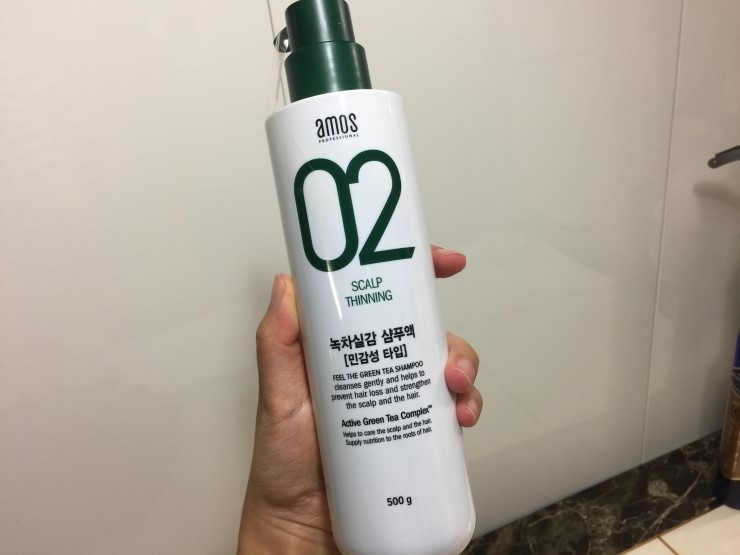 amos
PROFESSIONAL
02
SCALP
THINNING
녹차실감 샴푸액
[민감성 타입]
FEEL THE GREEN TEA SHAMPOO
cleanses gently and helps to
prevent hair loss and strengthen
the scalp and the hair.
Active Green Tea Complex™
Helps to care the scalp and the hair.
Supply nutrition to the roots of hair.
500 g